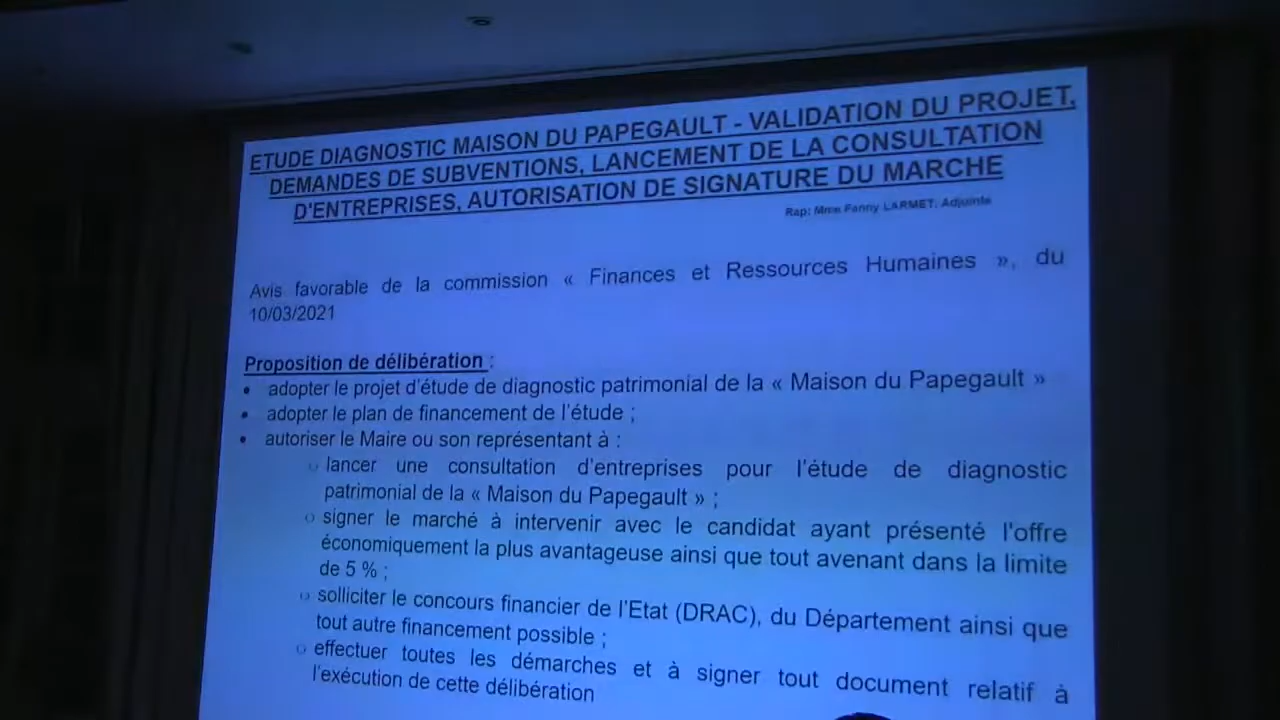 ETUDE DIAGNOSTIC MAISON DU PAPEGAULT - VALIDATION DU PROJET,
DEMANDES DE SUBVENTIONS, LANCEMENT DE LA CONSULTATION
D'ENTREPRISES, AUTORISATION DE SIGNATURE DU MARCHE
Rap: Mme Fanny LARMET, Adjointe
Avis favorable de la commission « Finances et Ressources Humaines », du
10/03/2021
Proposition de délibération :
• adopter le projet d'étude de diagnostic patrimonial de la « Maison du Papegault »
• adopter le plan de financement de l'étude ;
• autoriser le Maire ou son représentant à :
○ lancer une consultation d'entreprises pour l'étude de diagnostic
patrimonial de la « Maison du Papegault » ;
○ signer le marché à intervenir avec le candidat ayant présenté l'offre
économiquement la plus avantageuse ainsi que tout avenant dans la limite
de 5 % ;
○ solliciter le concours financier de l'Etat (DRAC), du Département ainsi que
tout autre financement possible ;
○ effectuer toutes les démarches et à signer tout document relatif à
l'exécution de cette délibération